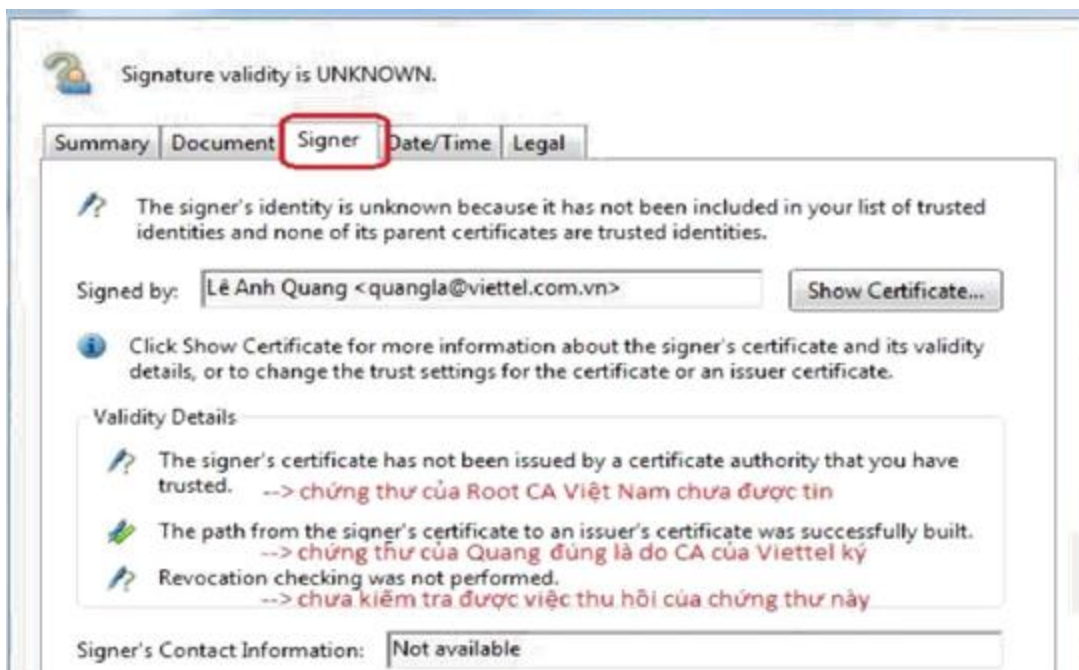 Signature validity is UNKNOWN.
Summary Document Signer Date/Time Legal
The signer's identity is unknown because it has not been included in your list of trusted
identities and none of its parent certificates are trusted identities.
Signed by: Lê Anh Quang <quangla@viettel.com.vn> Show Certificate...
Click Show Certificate for more information about the signer's certificate and its validity
details, or to change the trust settings for the certificate or an issuer certificate.
Validity Details
The signer's certificate has not been issued by a certificate authority that you have
trusted. --> chứng thư của Root CA Việt Nam chưa được tin
The path from the signer's certificate to an issuer's certificate was successfully built.
--> chứng thư của Quang đúng là do CA của Viettel ký
Revocation checking was not performed.
--> chưa kiểm tra được việc thu hồi của chứng thư này
Signer's Contact Information: Not available